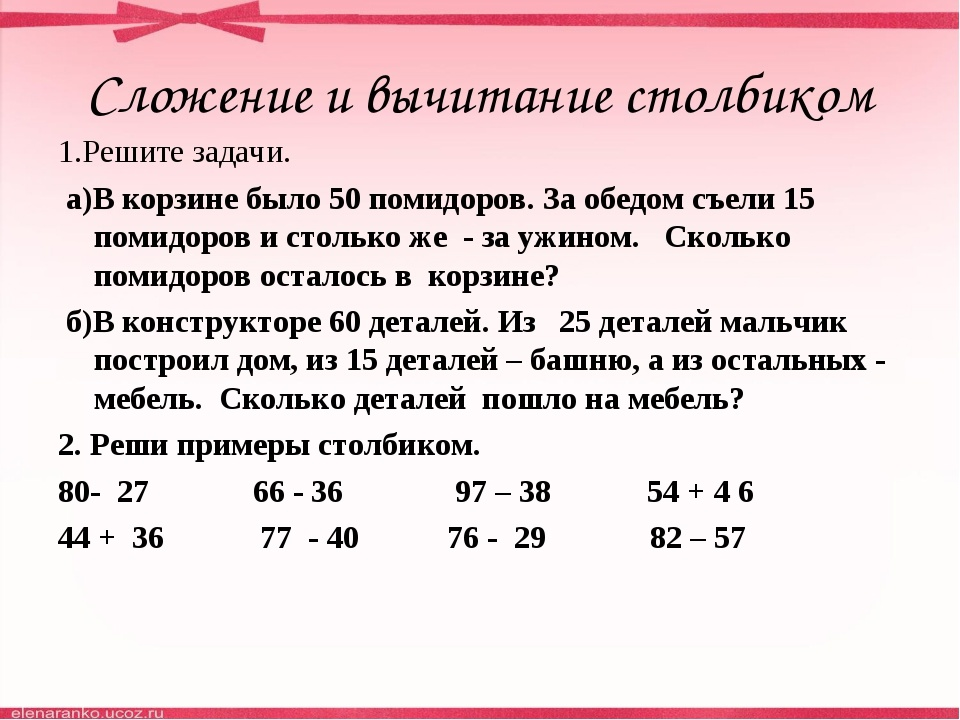 Сложение и вычитание столбиком
1.Решите задачи.
а)В корзине было 50 помидоров. За обедом съели 15
помидоров и столько же - за ужином. Сколько
помидоров осталось в корзине?
б)В конструкторе 60 деталей. Из 25 деталей мальчик
построил дом, из 15 деталей – башню, а из остальных -
мебель. Сколько деталей пошло на мебель?
2. Реши примеры столбиком.
80- 27 66 - 36 97 – 38 54 + 4 6
44 + 36 77 - 40 76 - 29 82 – 57
elenaranko.ucoz.ru